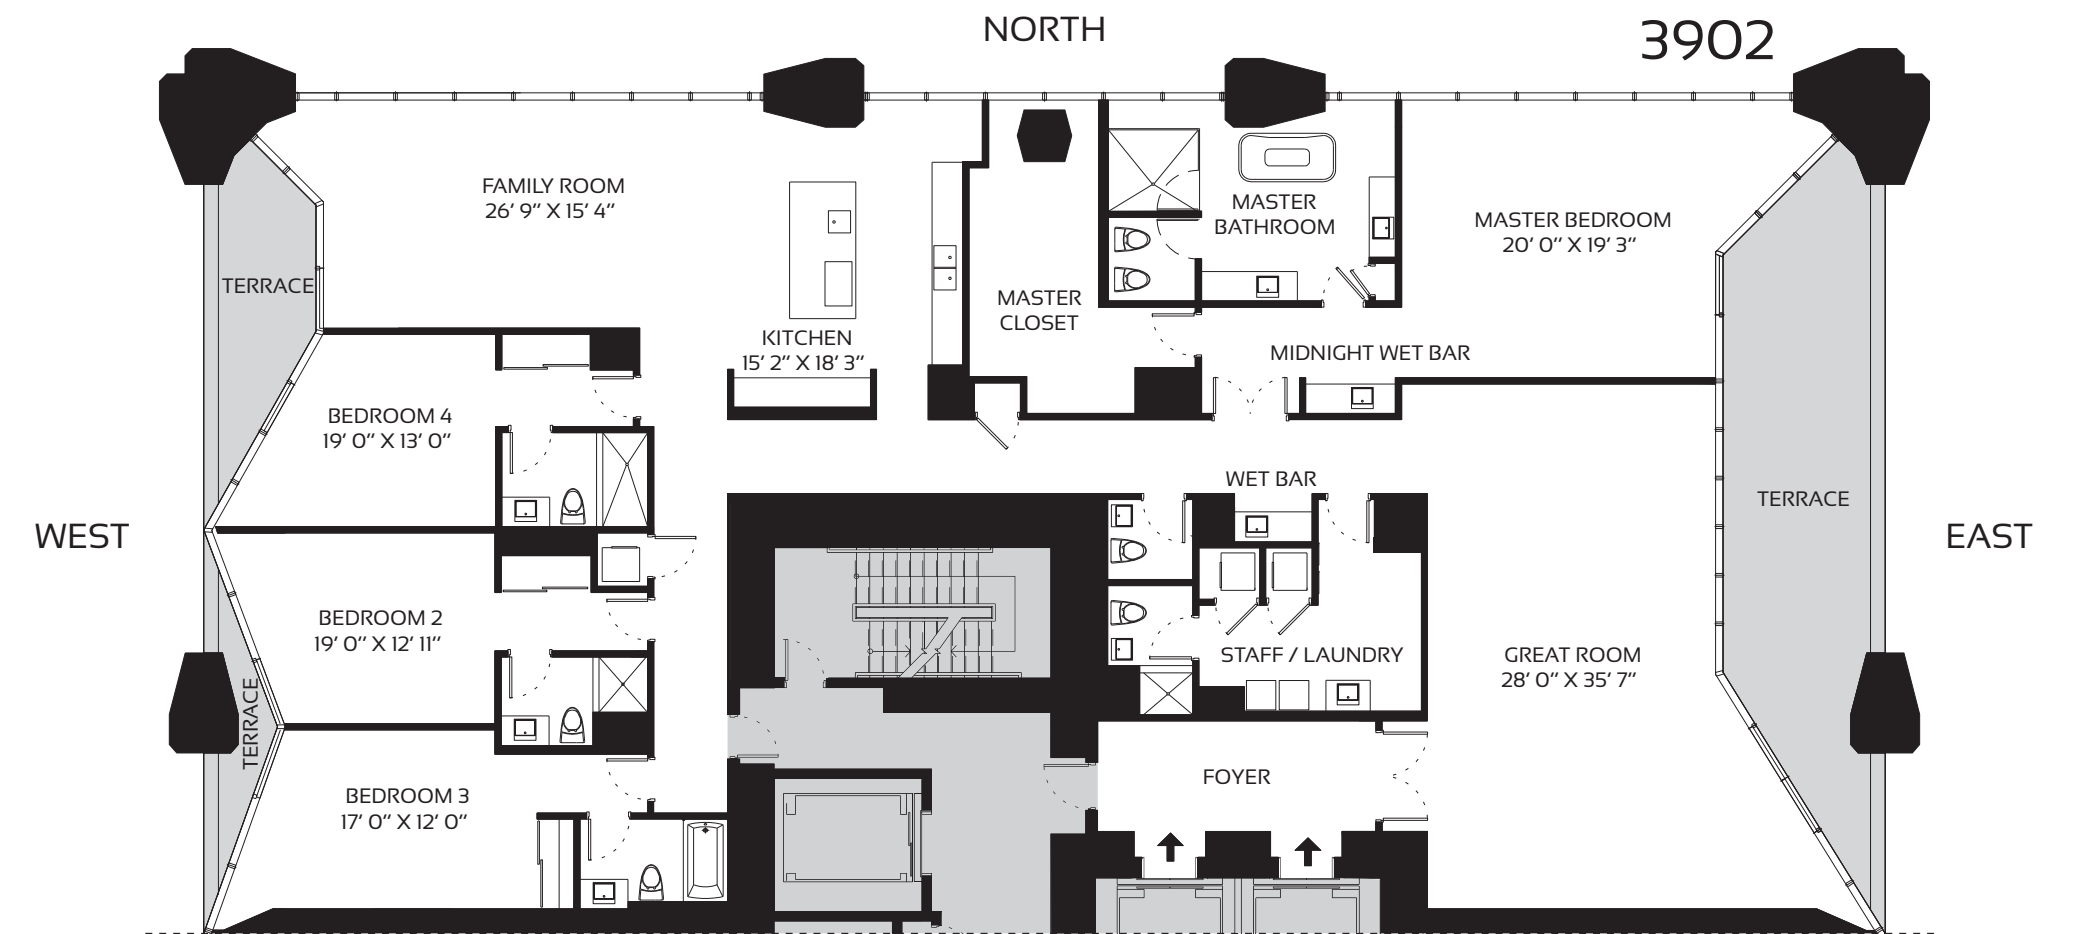 NORTH
3902
FAMILY ROOM
26’ 9” X 15’ 4”
MASTER
BATHROOM
MASTER BEDROOM
20’ 0” X 19’ 3”
TERRACE
MASTER
CLOSET
KITCHEN
15’ 2” X 18’ 3”
MIDNIGHT WET BAR
BEDROOM 4
19’ 0” X 13’ 0”
WET BAR
TERRACE
WEST
EAST
BEDROOM 2
19’ 0” X 12’ 11”
STAFF / LAUNDRY
GREAT ROOM
28’ 0” X 35’ 7”
TERRACE
FOYER
BEDROOM 3
17’ 0” X 12’ 0”